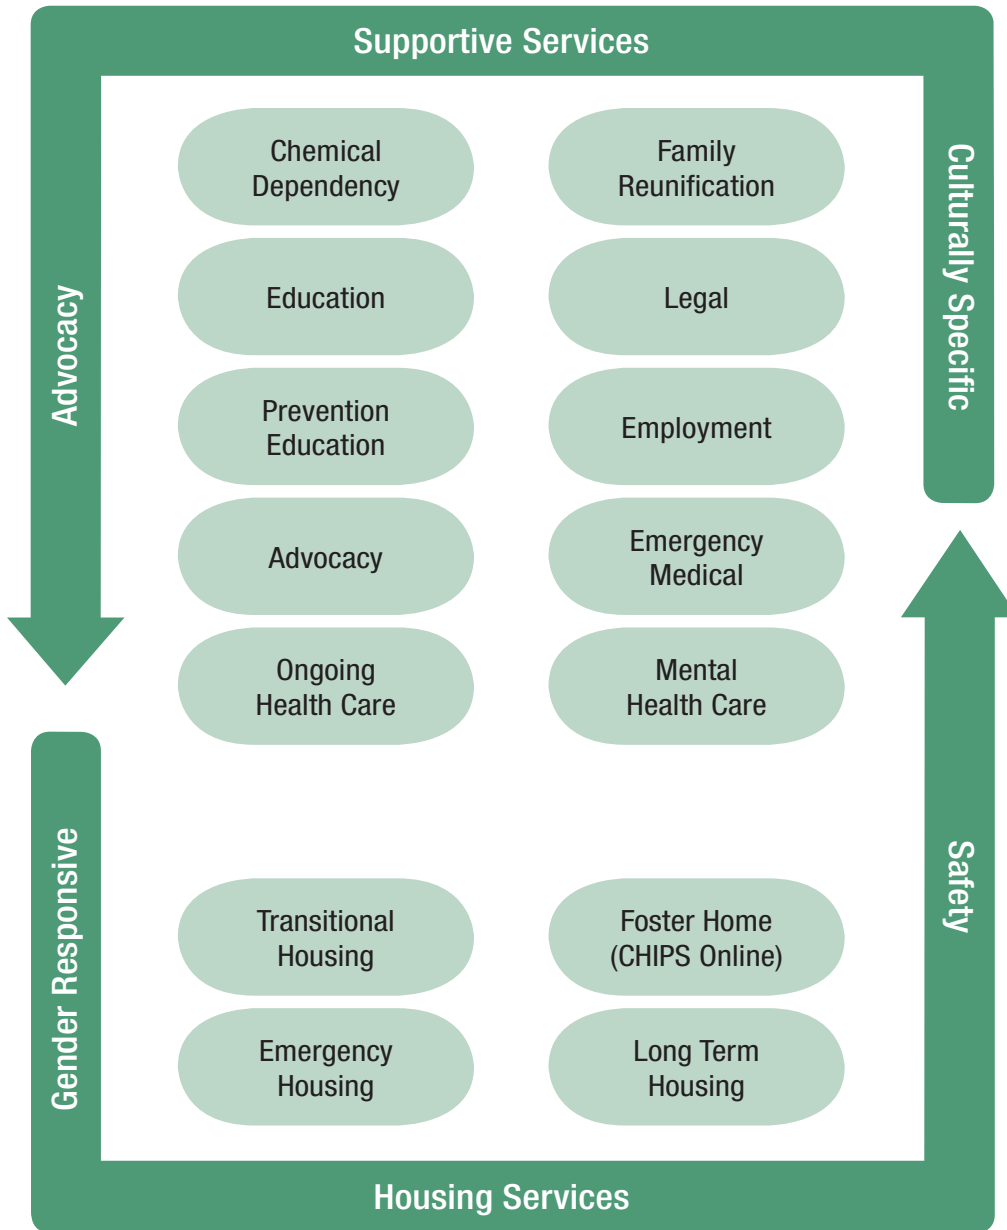 Supportive Services
Advocacy
Culturally Specific
Chemical
Dependency
Family
Reunification
Education
Legal
Prevention
Education
Employment
Advocacy
Emergency
Medical
Ongoing
Health Care
Mental
Health Care
Gender Responsive
Safety
Transitional
Housing
Foster Home
(CHIPS Online)
Emergency
Housing
Long Term
Housing
Housing Services